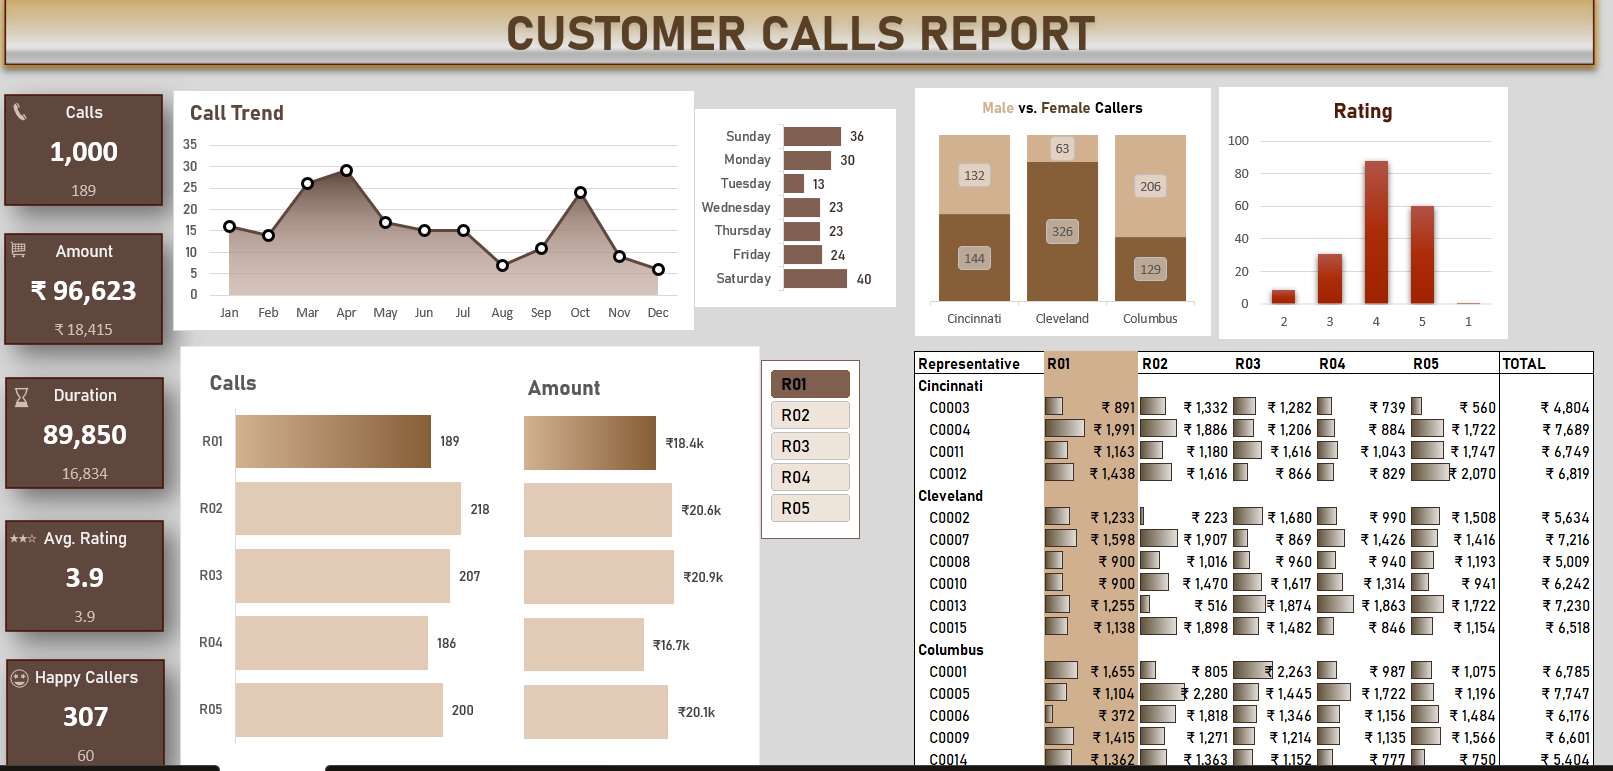 CUSTOMER CALLS REPORT
Calls
1,000
189
Amount
₹ 96,623
₹ 18,415
Duration
89,850
16,834
Avg. Rating
3.9
3.9
Happy Callers
307
60
Call Trend
35
30
25
20
15
10
5
0
Jan Feb Mar Apr May Jun Jul Aug Sep Oct Nov Dec
Sunday 36
Monday 30
Tuesday 13
Wednesday 23
Thursday 23
Friday 24
Saturday 40
Male vs. Female Callers
132 63 206
144 326 129
Cincinnati Cleveland Columbus
Rating
100
80
60
40
20
0
2 3 4 5 1
Calls
R01 189
R02 218
R03 207
R04 186
R05 200
Amount
₹18.4k
₹20.6k
₹20.9k
₹16.7k
₹20.1k
R01
R02
R03
R04
R05
Representative R01 R02 R03 R04 R05 TOTAL
Cincinnati
C0003 ₹ 891 ₹ 1,332 ₹ 1,282 ₹ 739 ₹ 560 ₹ 4,804
C0004 ₹ 1,991 ₹ 1,886 ₹ 1,206 ₹ 884 ₹ 1,722 ₹ 7,689
C0011 ₹ 1,163 ₹ 1,180 ₹ 1,616 ₹ 1,043 ₹ 1,747 ₹ 6,749
C0012 ₹ 1,438 ₹ 1,616 ₹ 866 ₹ 829 ₹ 2,070 ₹ 6,819
Cleveland
C0002 ₹ 1,233 ₹ 223 ₹ 1,680 ₹ 990 ₹ 1,508 ₹ 5,634
C0007 ₹ 1,598 ₹ 1,907 ₹ 869 ₹ 1,426 ₹ 1,416 ₹ 7,216
C0008 ₹ 900 ₹ 1,016 ₹ 960 ₹ 940 ₹ 1,193 ₹ 5,009
C0010 ₹ 900 ₹ 1,470 ₹ 1,617 ₹ 1,314 ₹ 941 ₹ 6,242
C0013 ₹ 1,255 ₹ 516 ₹ 1,874 ₹ 1,863 ₹ 1,722 ₹ 7,230
C0015 ₹ 1,138 ₹ 1,898 ₹ 1,482 ₹ 846 ₹ 1,154 ₹ 6,518
Columbus
C0001 ₹ 1,655 ₹ 805 ₹ 2,263 ₹ 987 ₹ 1,075 ₹ 6,785
C0005 ₹ 1,104 ₹ 2,280 ₹ 1,445 ₹ 1,722 ₹ 1,196 ₹ 7,747
C0006 ₹ 372 ₹ 1,818 ₹ 1,346 ₹ 1,156 ₹ 1,484 ₹ 6,176
C0009 ₹ 1,415 ₹ 1,271 ₹ 1,214 ₹ 1,135 ₹ 1,566 ₹ 6,601
C0014 ₹ 1,362 ₹ 1,363 ₹ 1,152 ₹ 777 ₹ 750 ₹ 5,404